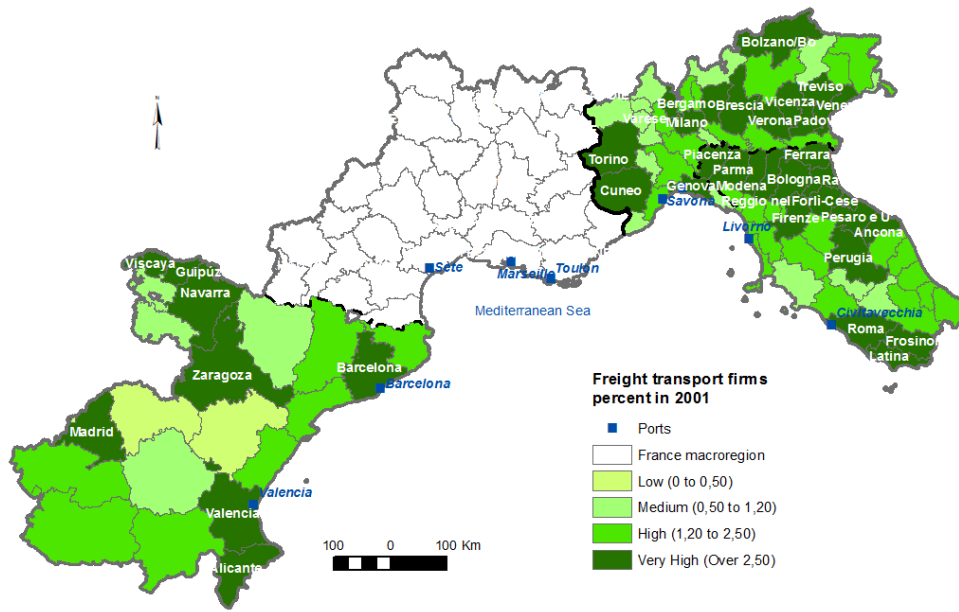 Bolzano/Bo
Treviso
Bergamo
Brescia
Vicenza
Vene
Varese
Milano
Verona
Padov
Torino
Piacenza
Ferrara
Parma
Bologna
Ra
Cuneo
Genova
Modena
Savona
Reggio nel
Forli-Cese
Firenze
Pesaro e U
Livorno
Ancona
Perugia
Viscaya
Guipúz
Navarra
Sète
Marseille
Toulon
Mediterranean Sea
Civitavecchia
Roma
Frosinor
Latina
Zaragoza
Barcelona
Barcelona
Madrid
Valencia
Valencia
Alicante
Freight transport firms
percent in 2001
Ports
France macroregion
Low (0 to 0,50)
Medium (0,50 to 1,20)
High (1,20 to 2,50)
Very High (Over 2,50)
100 0 100 Km